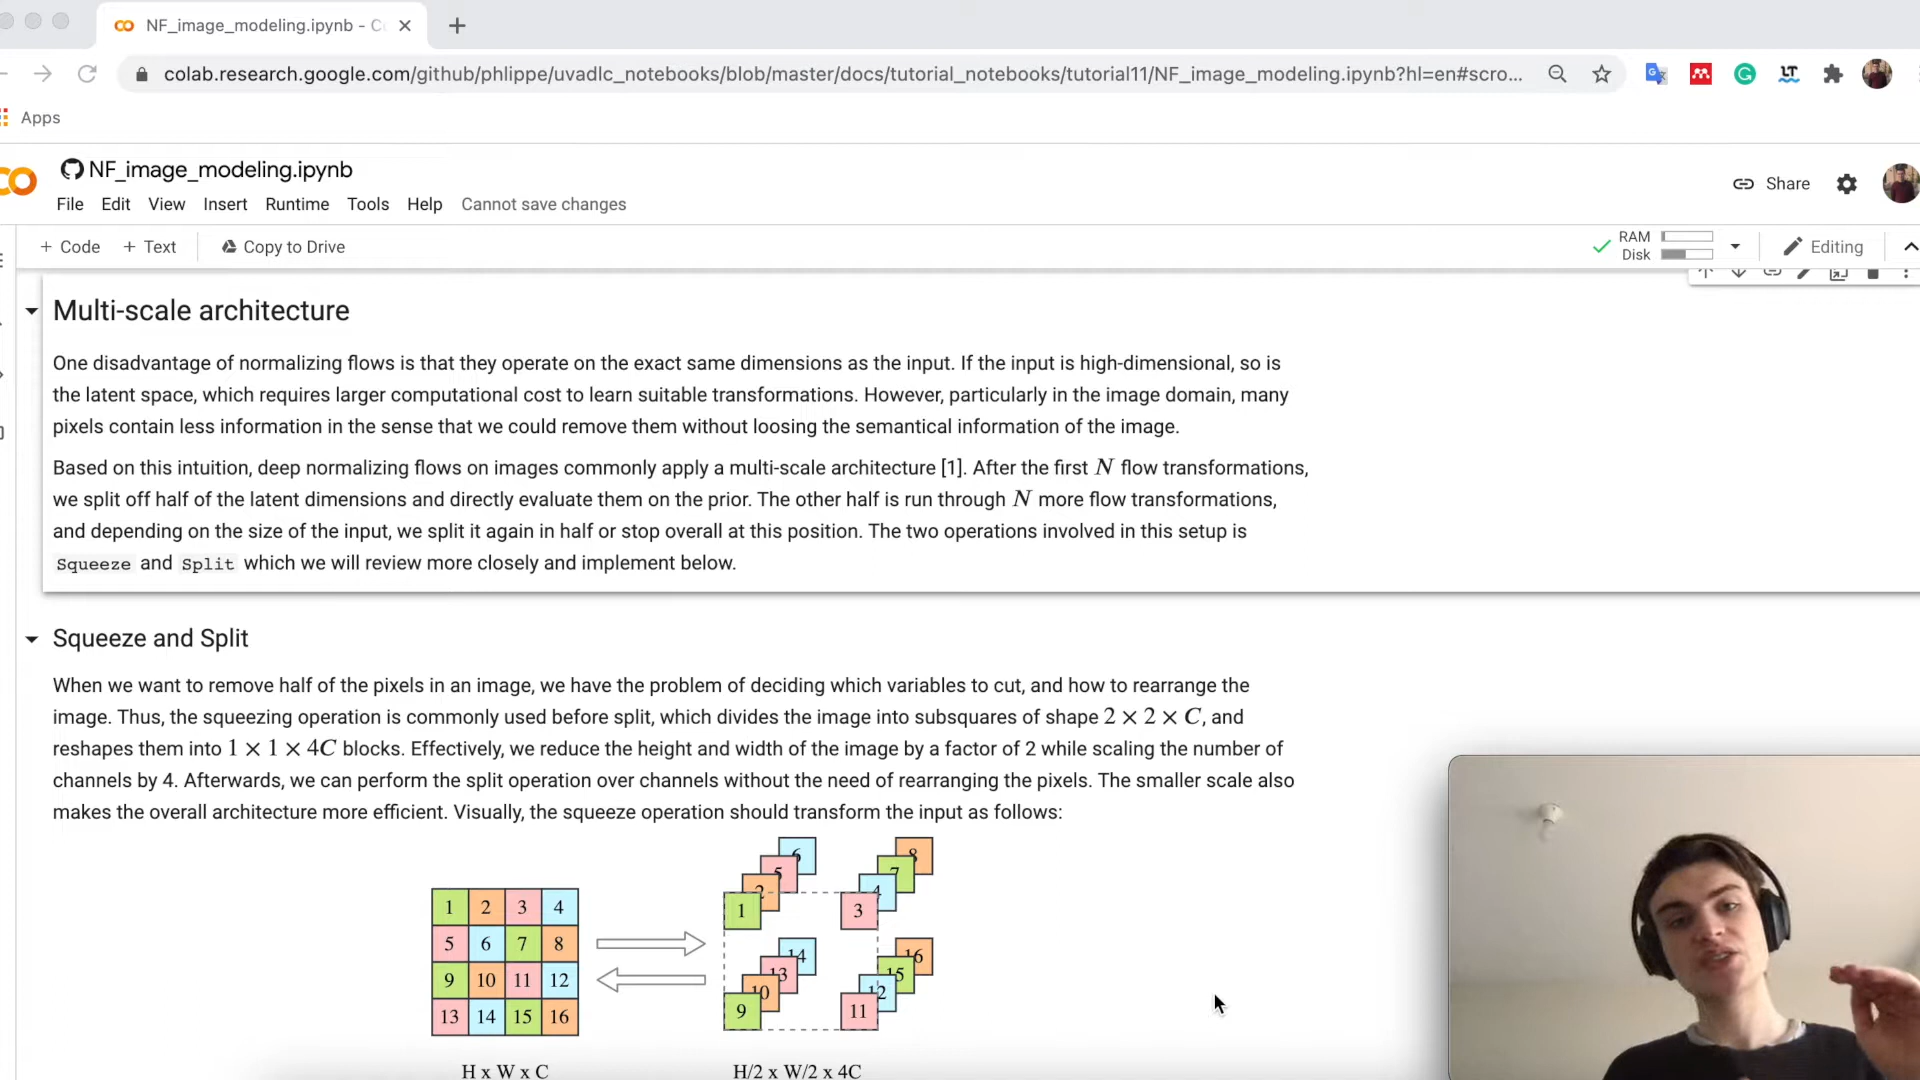 NF_image_modeling.ipynb - Co
colab.research.google.com/github/phlippe/uvadlc_notebooks/blob/master/docs/tutorial_notebooks/tutorial11/NF_image_modeling.ipynb?hl=en#scro...
Apps
NF_image_modeling.ipynb
Share
File Edit View Insert Runtime Tools Help Cannot save changes
+ Code + Text Copy to Drive
RAM
Disk
Editing
Multi-scale architecture
One disadvantage of normalizing flows is that they operate on the exact same dimensions as the input. If the input is high-dimensional, so is
the latent space, which requires larger computational cost to learn suitable transformations. However, particularly in the image domain, many
pixels contain less information in the sense that we could remove them without loosing the semantical information of the image.
Based on this intuition, deep normalizing flows on images commonly apply a multi-scale architecture [1]. After the first N flow transformations,
we split off half of the latent dimensions and directly evaluate them on the prior. The other half is run through N more flow transformations,
and depending on the size of the input, we split it again in half or stop overall at this position. The two operations involved in this setup is
Squeeze and Split which we will review more closely and implement below.
Squeeze and Split
When we want to remove half of the pixels in an image, we have the problem of deciding which variables to cut, and how to rearrange the
image. Thus, the squeezing operation is commonly used before split, which divides the image into subsquares of shape 2 × 2 × C, and
reshapes them into 1 × 1 × 4C blocks. Effectively, we reduce the height and width of the image by a factor of 2 while scaling the number of
channels by 4. Afterwards, we can perform the split operation over channels without the need of rearranging the pixels. The smaller scale also
makes the overall architecture more efficient. Visually, the squeeze operation should transform the input as follows:
1 2 3 4
5 6 7 8
9 10 11 12
13 14 15 16
H x W x C
6 8
5 7
2 4
1 3
14 16
13 15
10 12
9 11
H/2 x W/2 x 4C